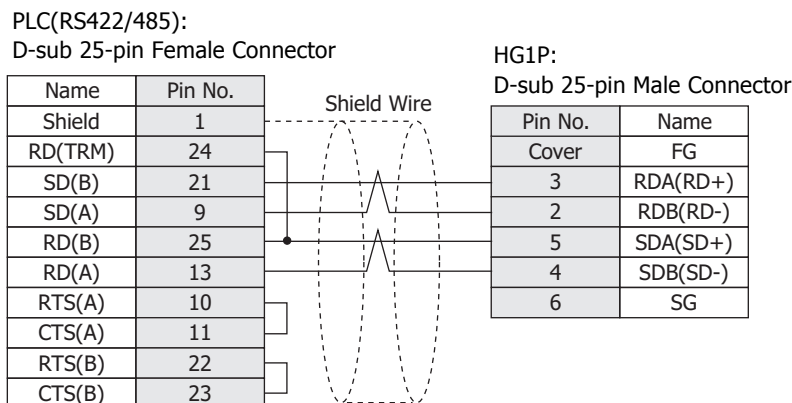 PLC(RS422/485):
D-sub 25-pin Female Connector
Name Pin No.
Shield 1
RD(TRM) 24
SD(B) 21
SD(A) 9
RD(B) 25
RD(A) 13
RTS(A) 10
CTS(A) 11
RTS(B) 22
CTS(B) 23
Shield Wire
HG1P:
D-sub 25-pin Male Connector
Pin No. Name
Cover FG
3 RDA(RD+)
2 RDB(RD-)
5 SDA(SD+)
4 SDB(SD-)
6 SG